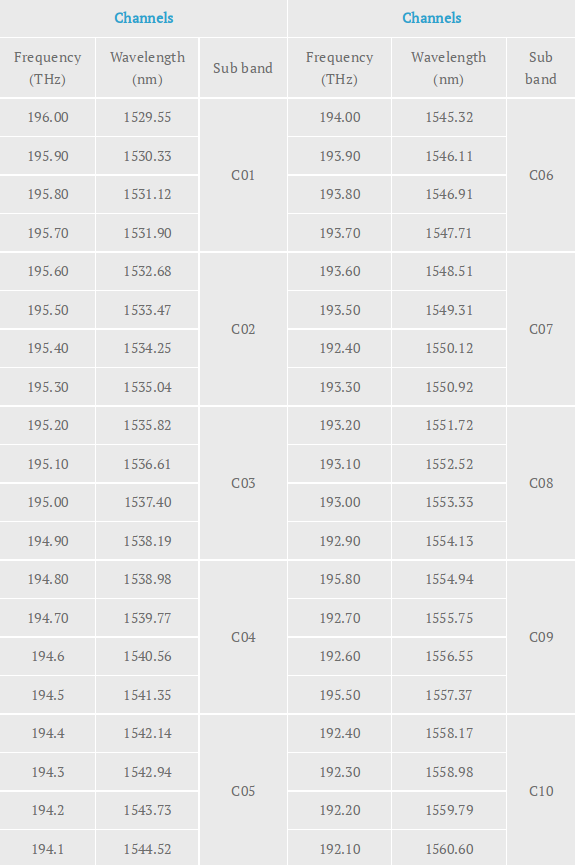 Channels Channels
Frequency (THz) Wavelength (nm) Sub band Frequency (THz) Wavelength (nm) Sub band
196.00 1529.55 C01 194.00 1545.32 C06
195.90 1530.33 193.90 1546.11
195.80 1531.12 193.80 1546.91
195.70 1531.90 193.70 1547.71
195.60 1532.68 C02 193.60 1548.51 C07
195.50 1533.47 193.50 1549.31
195.40 1534.25 192.40 1550.12
195.30 1535.04 193.30 1550.92
195.20 1535.82 C03 193.20 1551.72 C08
195.10 1536.61 193.10 1552.52
195.00 1537.40 193.00 1553.33
194.90 1538.19 192.90 1554.13
194.80 1538.98 C04 195.80 1554.94 C09
194.70 1539.77 192.70 1555.75
194.6 1540.56 192.60 1556.55
194.5 1541.35 195.50 1557.37
194.4 1542.14 C05 192.40 1558.17 C10
194.3 1542.94 192.30 1558.98
194.2 1543.73 192.20 1559.79
194.1 1544.52 192.10 1560.60